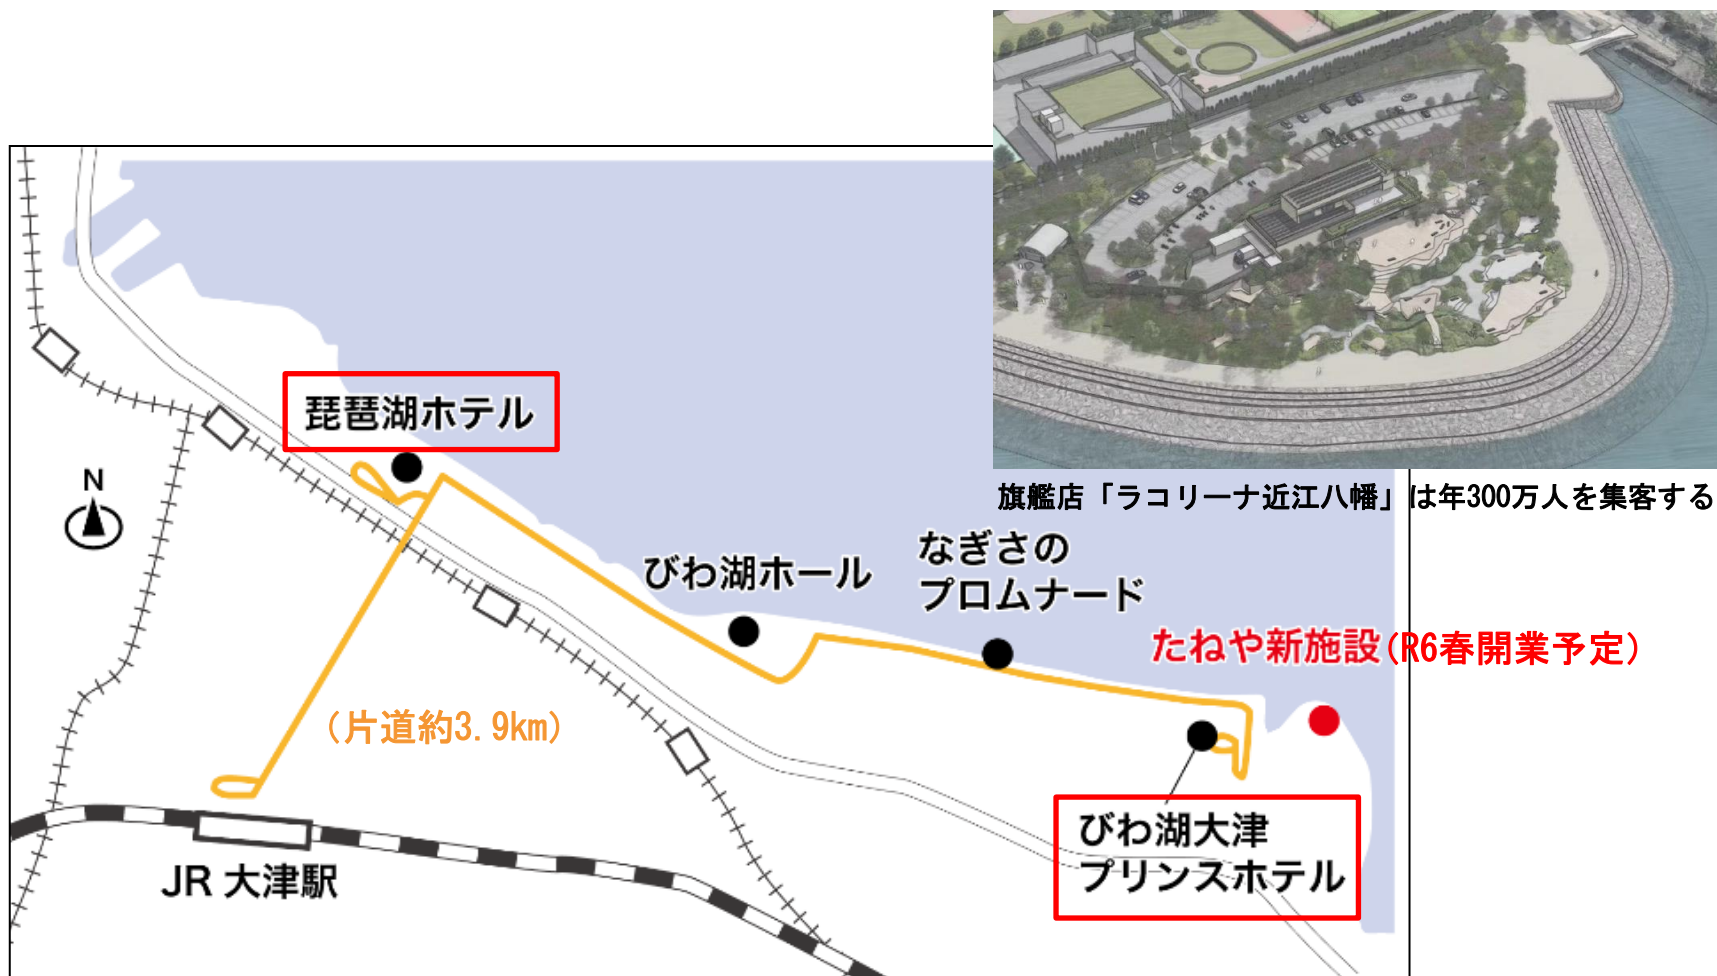 旗艦店「ラコリーナ近江八幡」は年300万人を集客する
琵琶湖ホテル
N
びわ湖ホール
なぎさの
プロムナード
たねや新施設(R6春開業予定)
(片道約3.9km)
びわ湖大津
プリンスホテル
JR 大津駅